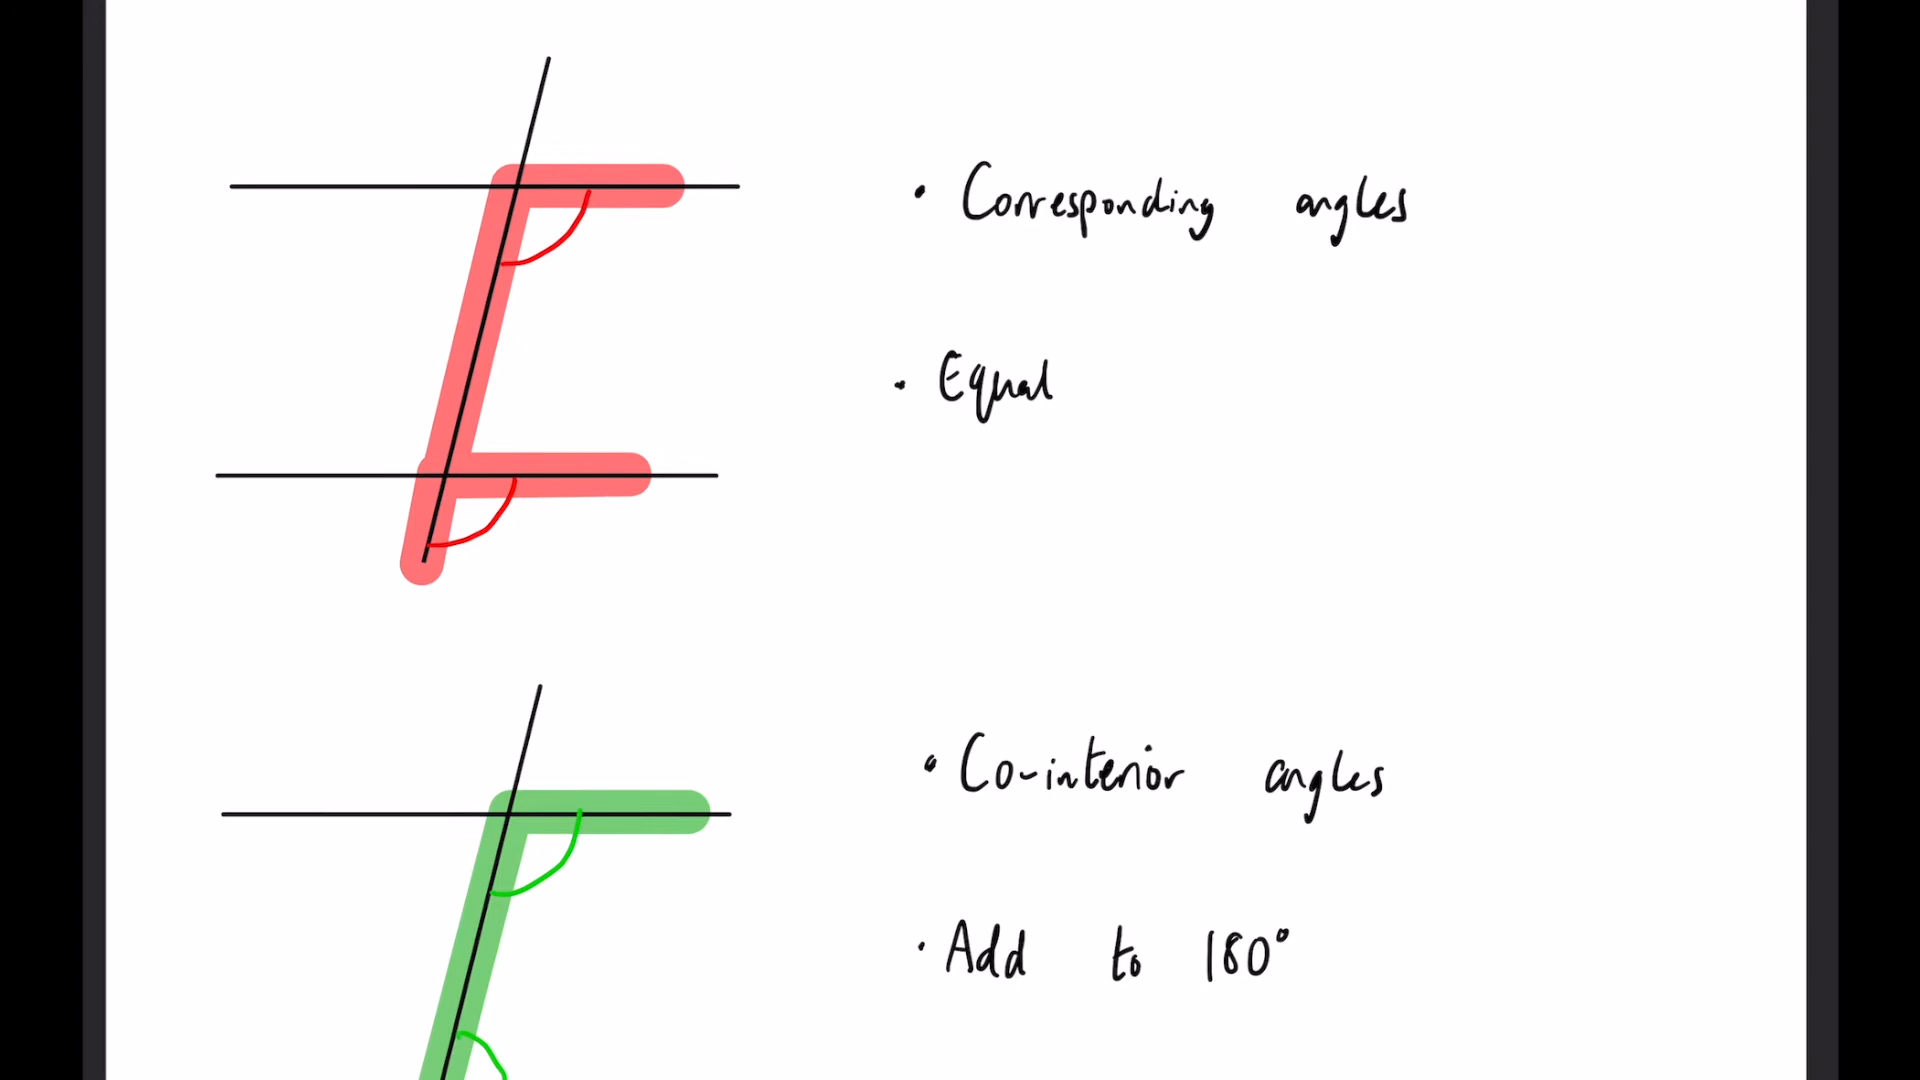 • Corresponding angles
• Equal
• Co-interior angles
• Add to 180°